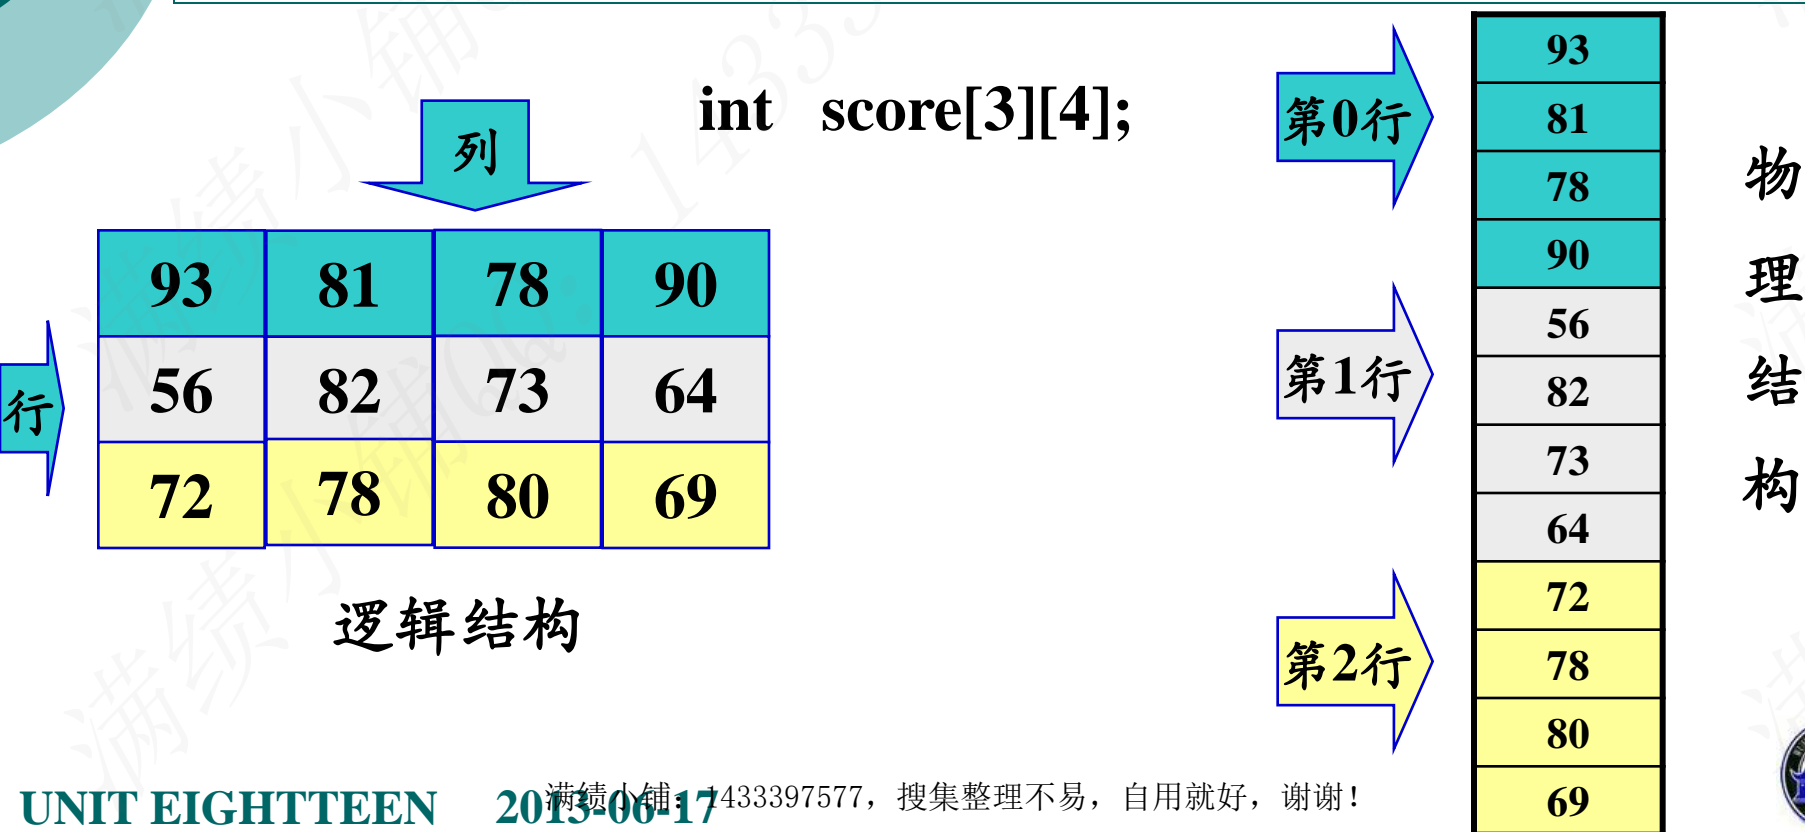 int score[3][4];
列
行
93 81 78 90
56 82 73 64
72 78 80 69
逻辑结构
第0行
第1行
第2行
93
81
78
90
56
82
73
64
72
78
80
69
物
理
结
构
UNIT EIGHTTEEN 2013-06-17
满绩小铺：1433397577，搜集整理不易，自用就好，谢谢！